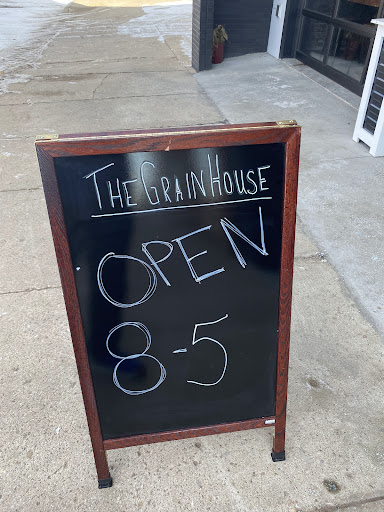 THE GRAIN HOUSE
OPEN
8-5